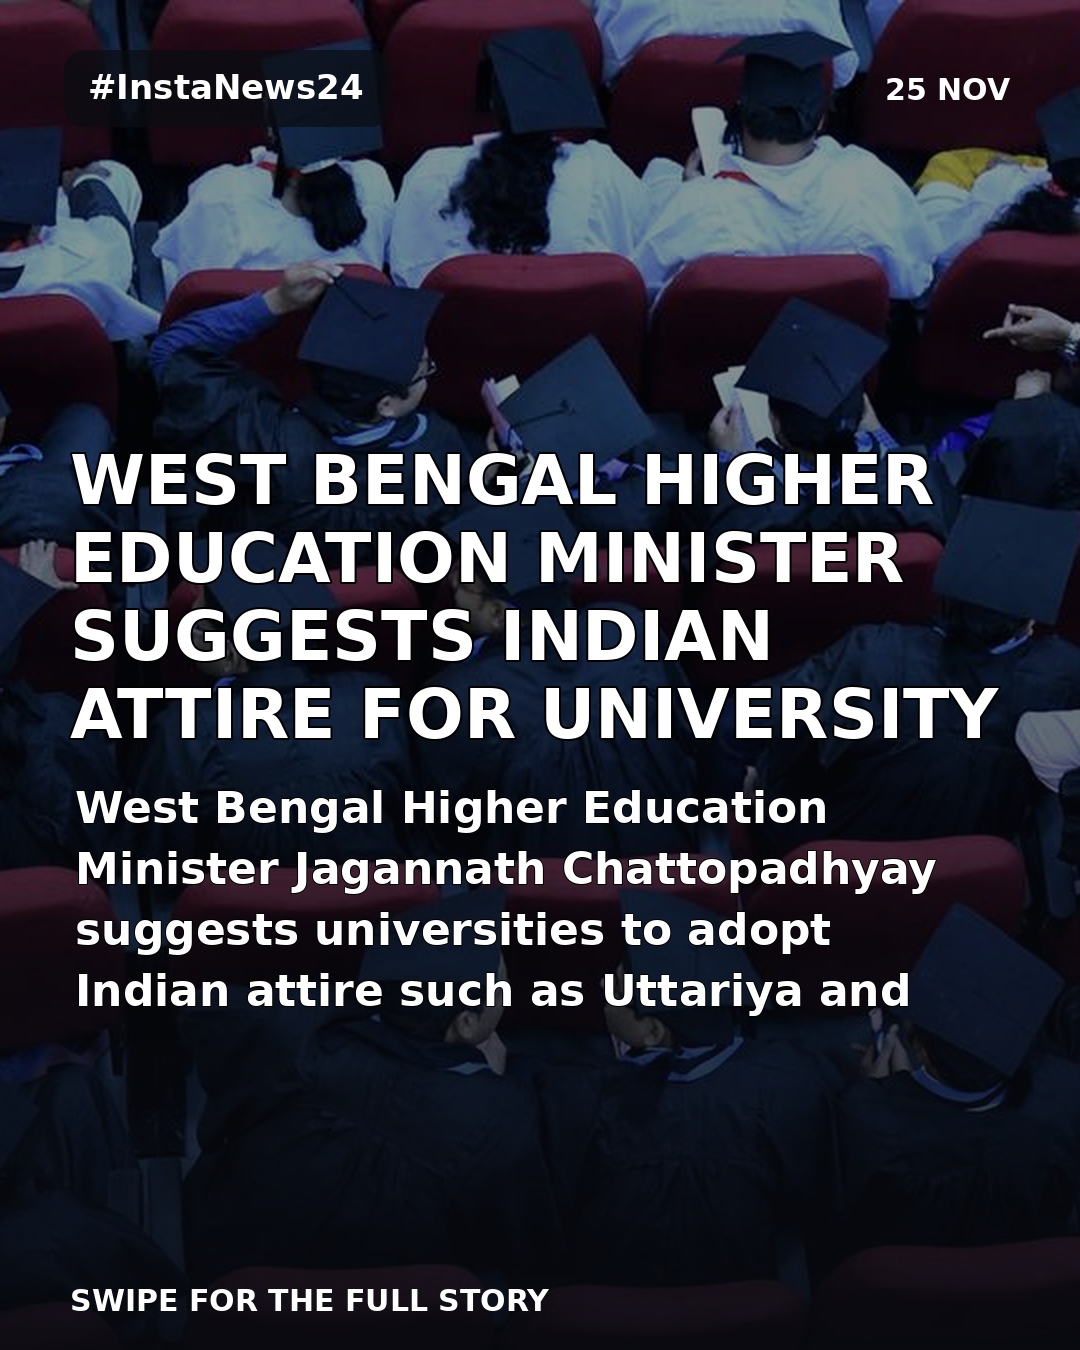 #InstaNews24
25 NOV
WEST BENGAL HIGHER
EDUCATION MINISTER
SUGGESTS INDIAN
ATTIRE FOR UNIVERSITY
West Bengal Higher Education
Minister Jagannath Chattopadhyay
suggests universities to adopt
Indian attire such as Uttariya and
SWIPE FOR THE FULL STORY